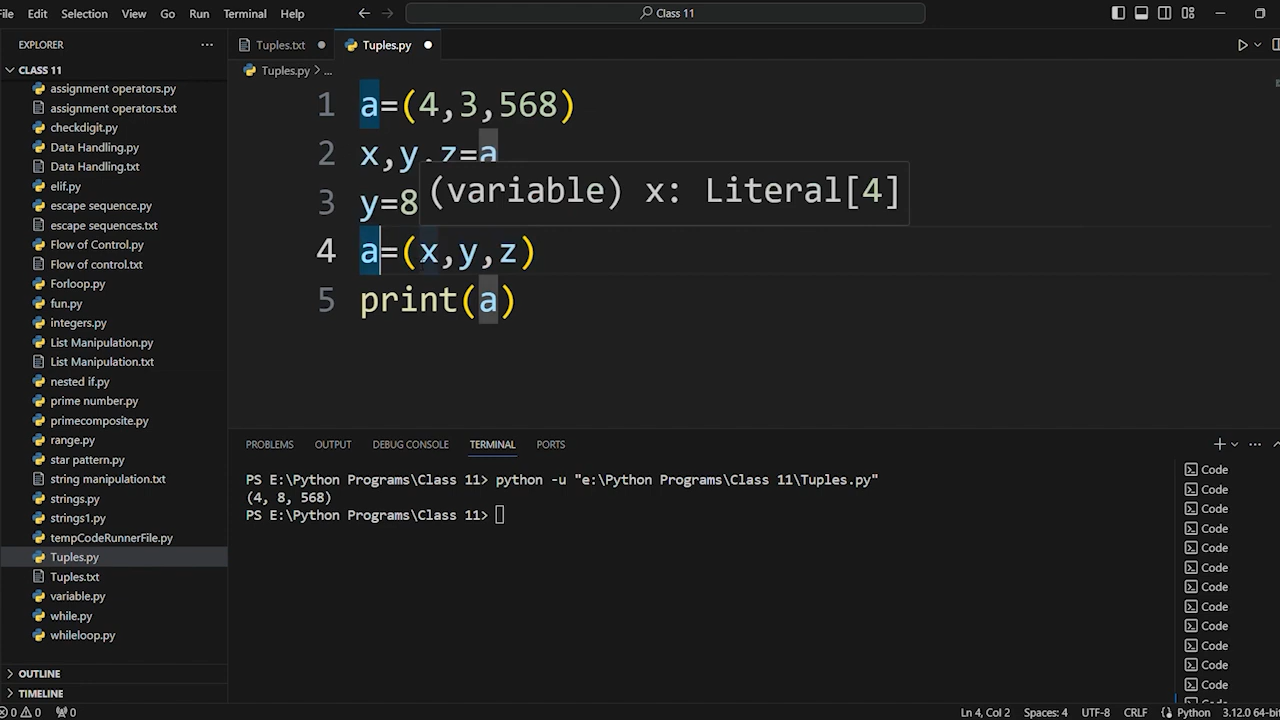 File Edit Selection View Go Run Terminal Help
Class 11
EXPLORER
Tuples.txt
Tuples.py
CLASS 11
Tuples.py > ...
assignment operators.py
assignment operators.txt
checkdigit.py
Data Handling.py
Data Handling.txt
elif.py
escape sequence.py
escape sequences.txt
Flow of Control.py
Flow of control.txt
Forloop.py
fun.py
integers.py
List Manipulation.py
List Manipulation.txt
nested if.py
prime number.py
primecomposite.py
range.py
star pattern.py
string manipulation.txt
strings.py
strings1.py
tempCodeRunnerFile.py
Tuples.py
Tuples.txt
variable.py
while.py
whileloop.py
OUTLINE
TIMELINE
1 a=(4,3,568)
2 x,y,z=a
(variable) x: Literal[4]
3 y=8
4 a=(x,y,z)
5 print(a)
PROBLEMS OUTPUT DEBUG CONSOLE TERMINAL PORTS
PS E:\Python Programs\Class 11> python -u "e:\Python Programs\Class 11\Tuples.py"
(4, 8, 568)
PS E:\Python Programs\Class 11>
Code
Code
Code
Code
Code
Code
Code
Code
Code
Code
Code
Code
0 0 0
Ln 4, Col 2 Spaces: 4 UTF-8 CRLF Python 3.12.0 64-bit